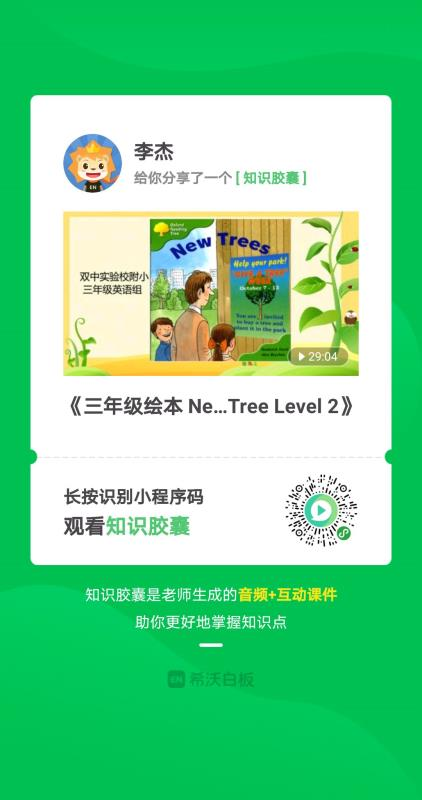 李杰
给你分享了一个 [ 知识胶囊 ]
双中实验校附小
三年级英语组
Oxford
Reading
Tree
New Trees
Help your park!
October 7 - 13
You are invited
to buy a tree and
plant it in the park
29:04
《三年级绘本 Ne...Tree Level 2》
长按识别小程序码
观看知识胶囊
知识胶囊是老师生成的音频+互动课件
助你更好地掌握知识点
EN 希沃白板